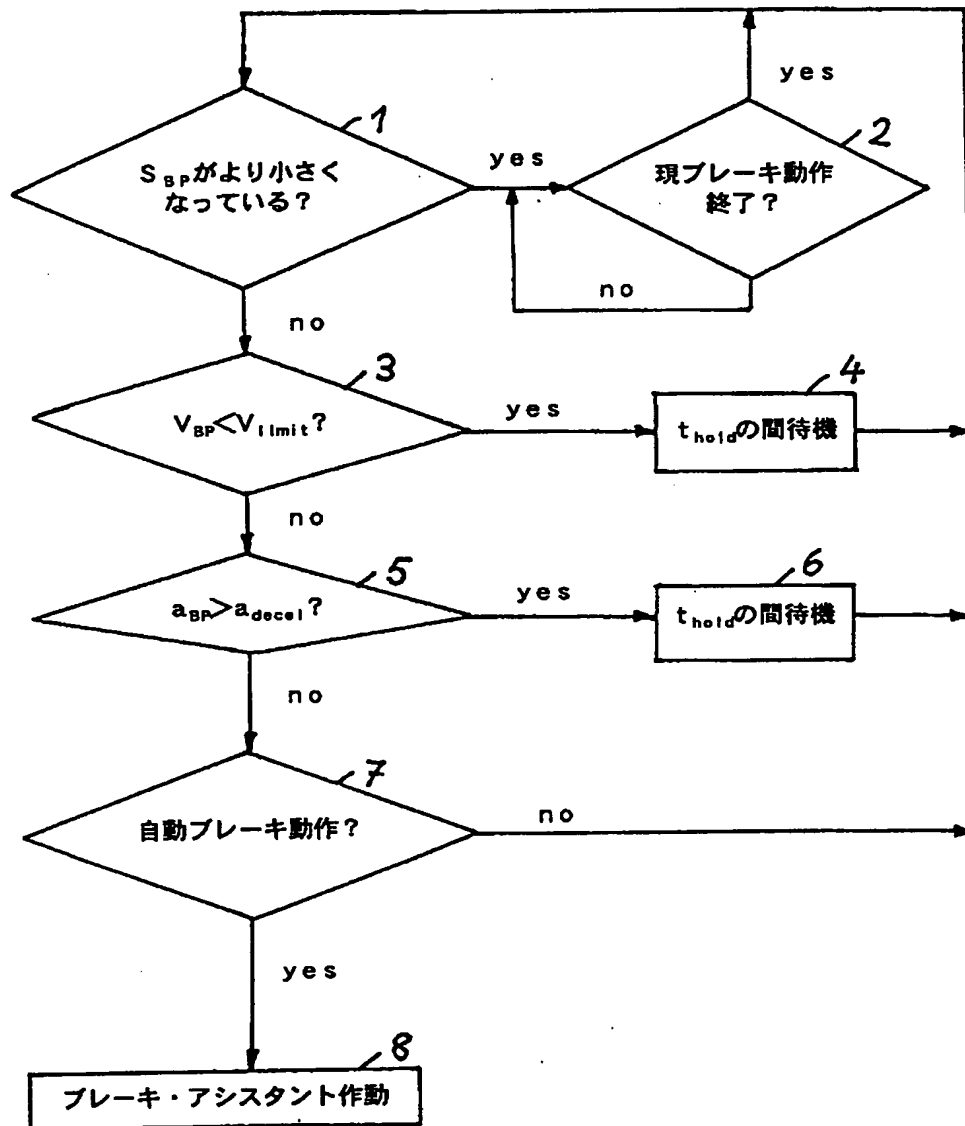 yes
1
S_BPがより小さく
なっている？
yes
2
現ブレーキ動作
終了？
no
no
3
V_BP<V_limit?
yes
4
t_holdの間待機
no
5
a_BP>a_decel?
yes
6
t_holdの間待機
no
7
自動ブレーキ動作？
no
yes
8
ブレーキ・アシスタント作動